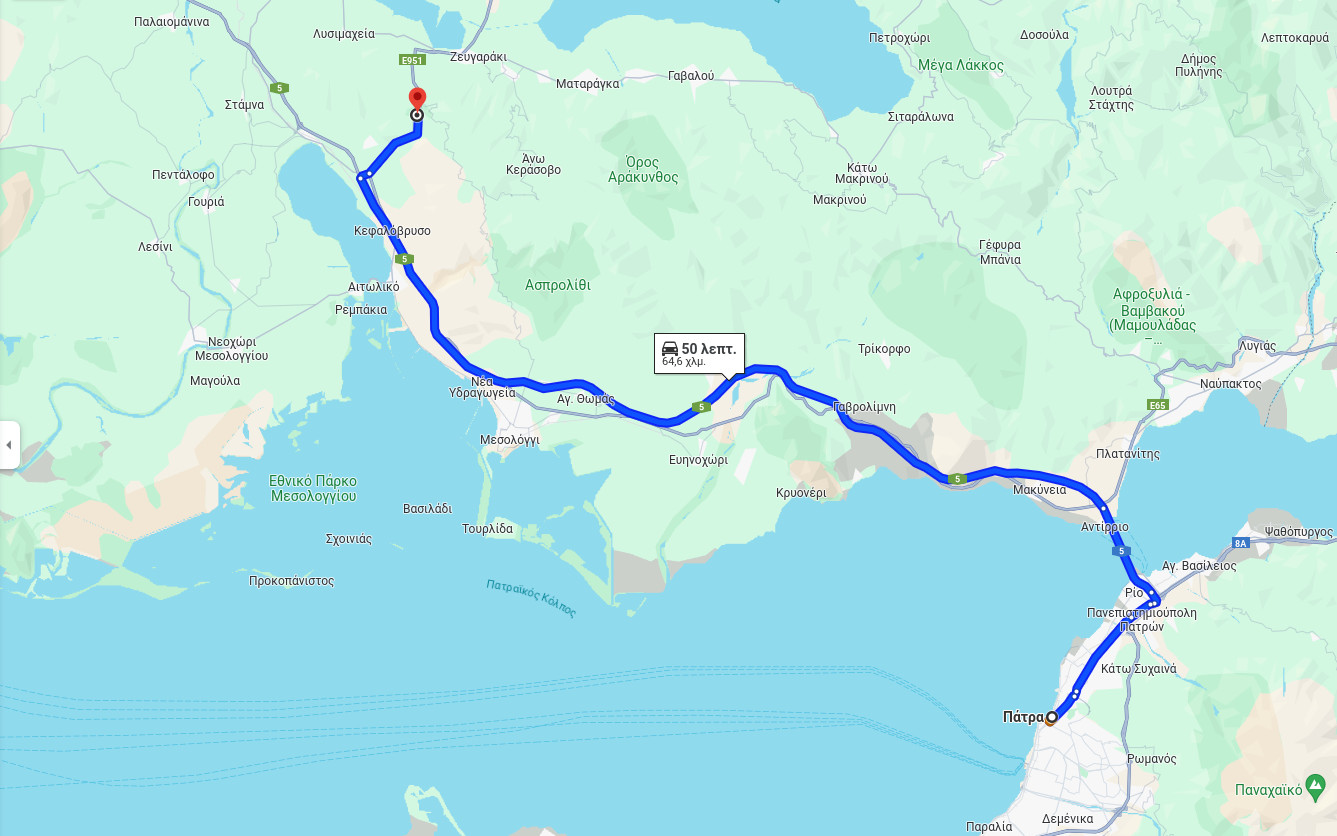 Παλαιομάνινα
Λυσιμαχεία
Ζευγαράκι
E951
Ματαράγκα
Γαβαλού
Πετροχώρι
Δοσούλα
Λεπτοκαρυά
Μέγα Λάκκος
Δήμος
Πυλήνης
5
Στάμνα
Λουτρά
Στάχτης
Σιταράλωνα
Άνω
Κεράσοβο
Όρος
Αράκυνθος
Κάτω
Μακρινού
Μακρινού
Πεντάλοφο
Γουριά
Λεσίνι
Κεφαλόβρυσο
5
Γέφυρα
Μπάνια
Αιτωλικό
Ρεμπάκια
Ασπρολίθι
Αφροξυλιά -
Βαμβακού
(Μαμουλάδας
–...
Νεοχώρι
Μεσολογγίου
Μαγούλα
50 λεπτ.
64,6 χλμ.
Τρίκορφο
Λυγιάς
Ναύπακτος
Νέα
Υδραγωγεία
Αγ. Θωμάς
5
Γαβρολίμνη
E65
Μεσολόγγι
Ευηνοχώρι
Πλατανίτης
Εθνικό Πάρκο
Μεσολογγίου
Κρυονέρι
5
Μακύνεια
Βασιλάδι
Τουρλίδα
Αντίρριο
Σχοινιάς
5
8A
Ψαθόπυργος
Αγ. Βασίλειος
Προκοπάνιστος
Πατραϊκός Κόλπος
Ρίο
Πανεπιστημιούπολη
Πατρών
Κάτω Συχαινά
Πάτρα
Ρωμανός
Παναχαϊκό
Παραλία
Δεμένικα